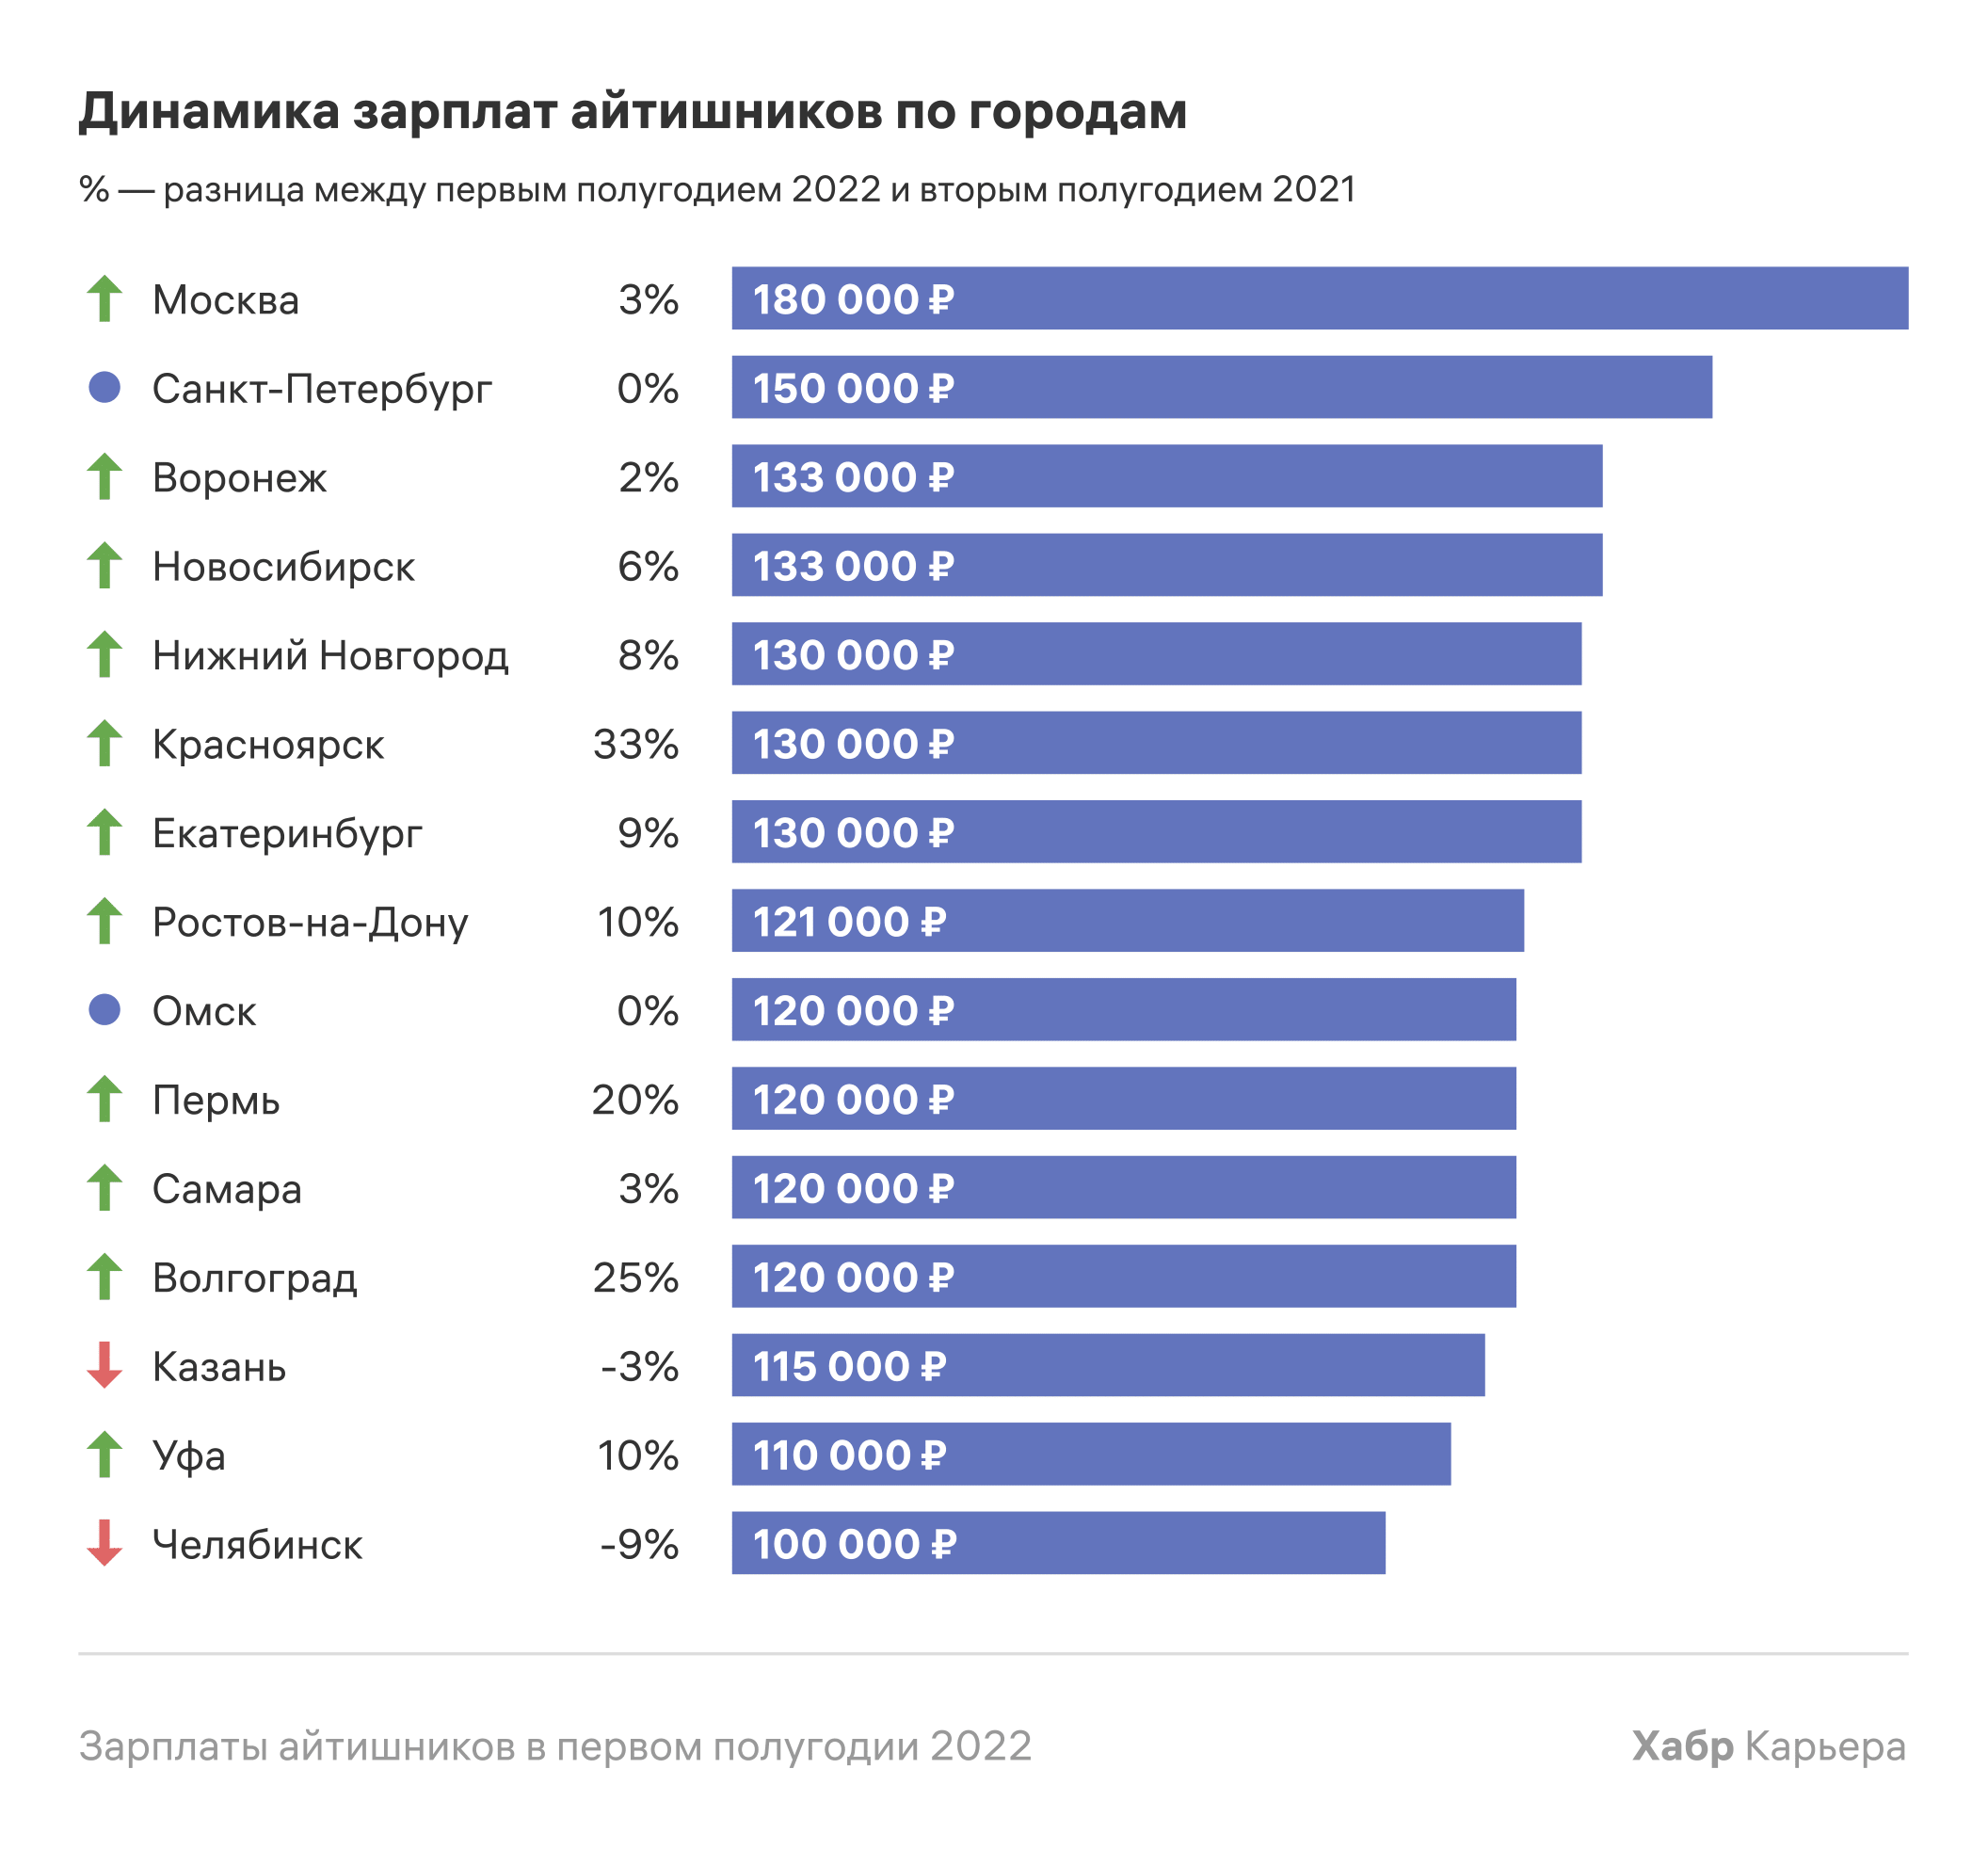 Динамика зарплат айтишников по городам
% — разница между первым полугодием 2022 и вторым полугодием 2021
Москва 3% 180 000 ₽
Санкт-Петербург 0% 150 000 ₽
Воронеж 2% 133 000 ₽
Новосибирск 6% 133 000 ₽
Нижний Новгород 8% 130 000 ₽
Красноярск 33% 130 000 ₽
Екатеринбург 9% 130 000 ₽
Ростов-на-Дону 10% 121 000 ₽
Омск 0% 120 000 ₽
Пермь 20% 120 000 ₽
Самара 3% 120 000 ₽
Волгоград 25% 120 000 ₽
Казань -3% 115 000 ₽
Уфа 10% 110 000 ₽
Челябинск -9% 100 000 ₽
Зарплаты айтишников в первом полугодии 2022 Хабр Карьера